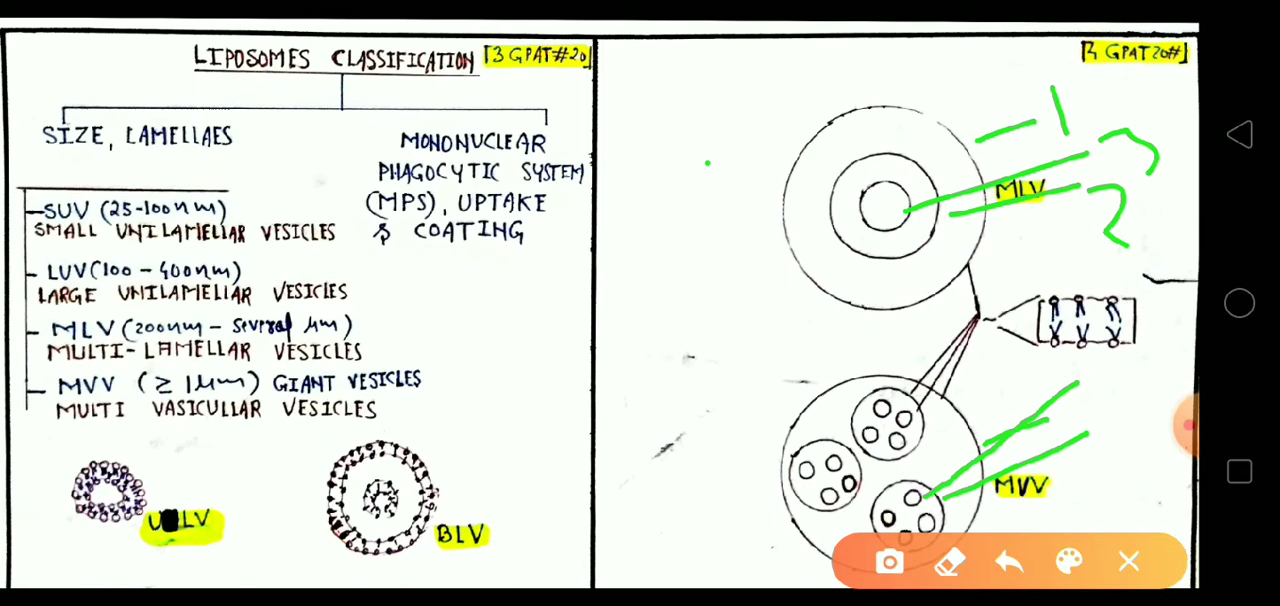 LIPOSOMES CLASSIFICATION [3 GPAT#20]
SIZE, LAMELLAES
SUV (25-100nm)
SMALL UNILAMELLAR VESICLES
LUV (100-400nm)
LARGE UNILAMELLAR VESICLES
MLV (200nm - several μm)
MULTI-LAMELLAR VESICLES
MVV (≥ 1μm) GIANT VESICLES
MULTI VASICULLAR VESICLES
MONONUCLEAR
PHAGOCYTIC SYSTEM
(MPS), UPTAKE
& COATING
LV
BLV
GPAT20#]
1
3
MLV
2
MVV